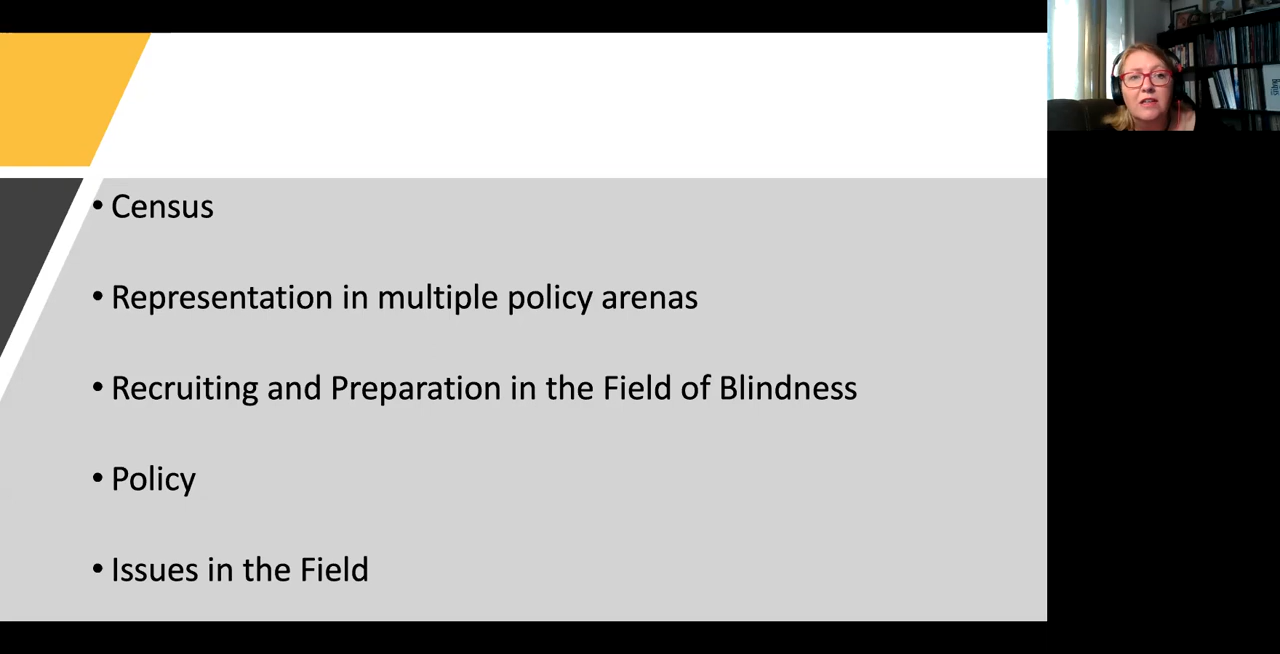 • Census
• Representation in multiple policy arenas
• Recruiting and Preparation in the Field of Blindness
• Policy
• Issues in the Field